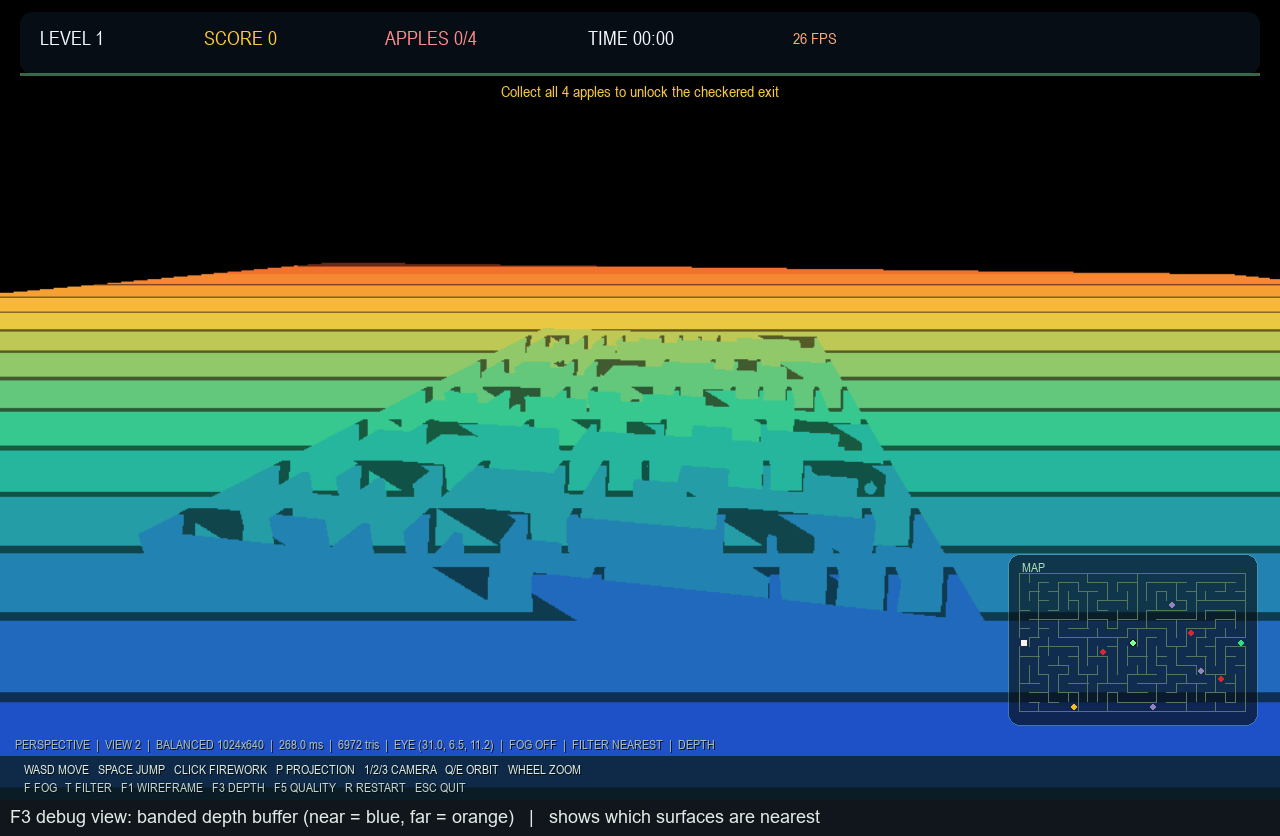 LEVEL 1 SCORE 0 APPLES 0/4 TIME 00:00 26 FPS
Collect all 4 apples to unlock the checkered exit
MAP
PERSPECTIVE | VIEW 2 | BALANCED 1024x640 | 268.0 ms | 6972 tris | EYE (31.0, 6.5, 11.2) | FOG OFF | FILTER NEAREST | DEPTH
WASD MOVE SPACE JUMP CLICK FIREWORK P PROJECTION 1/2/3 CAMERA Q/E ORBIT WHEEL ZOOM
F FOG T FILTER F1 WIREFRAME F3 DEPTH F5 QUALITY R RESTART ESC QUIT
F3 debug view: banded depth buffer (near = blue, far = orange) | shows which surfaces are nearest